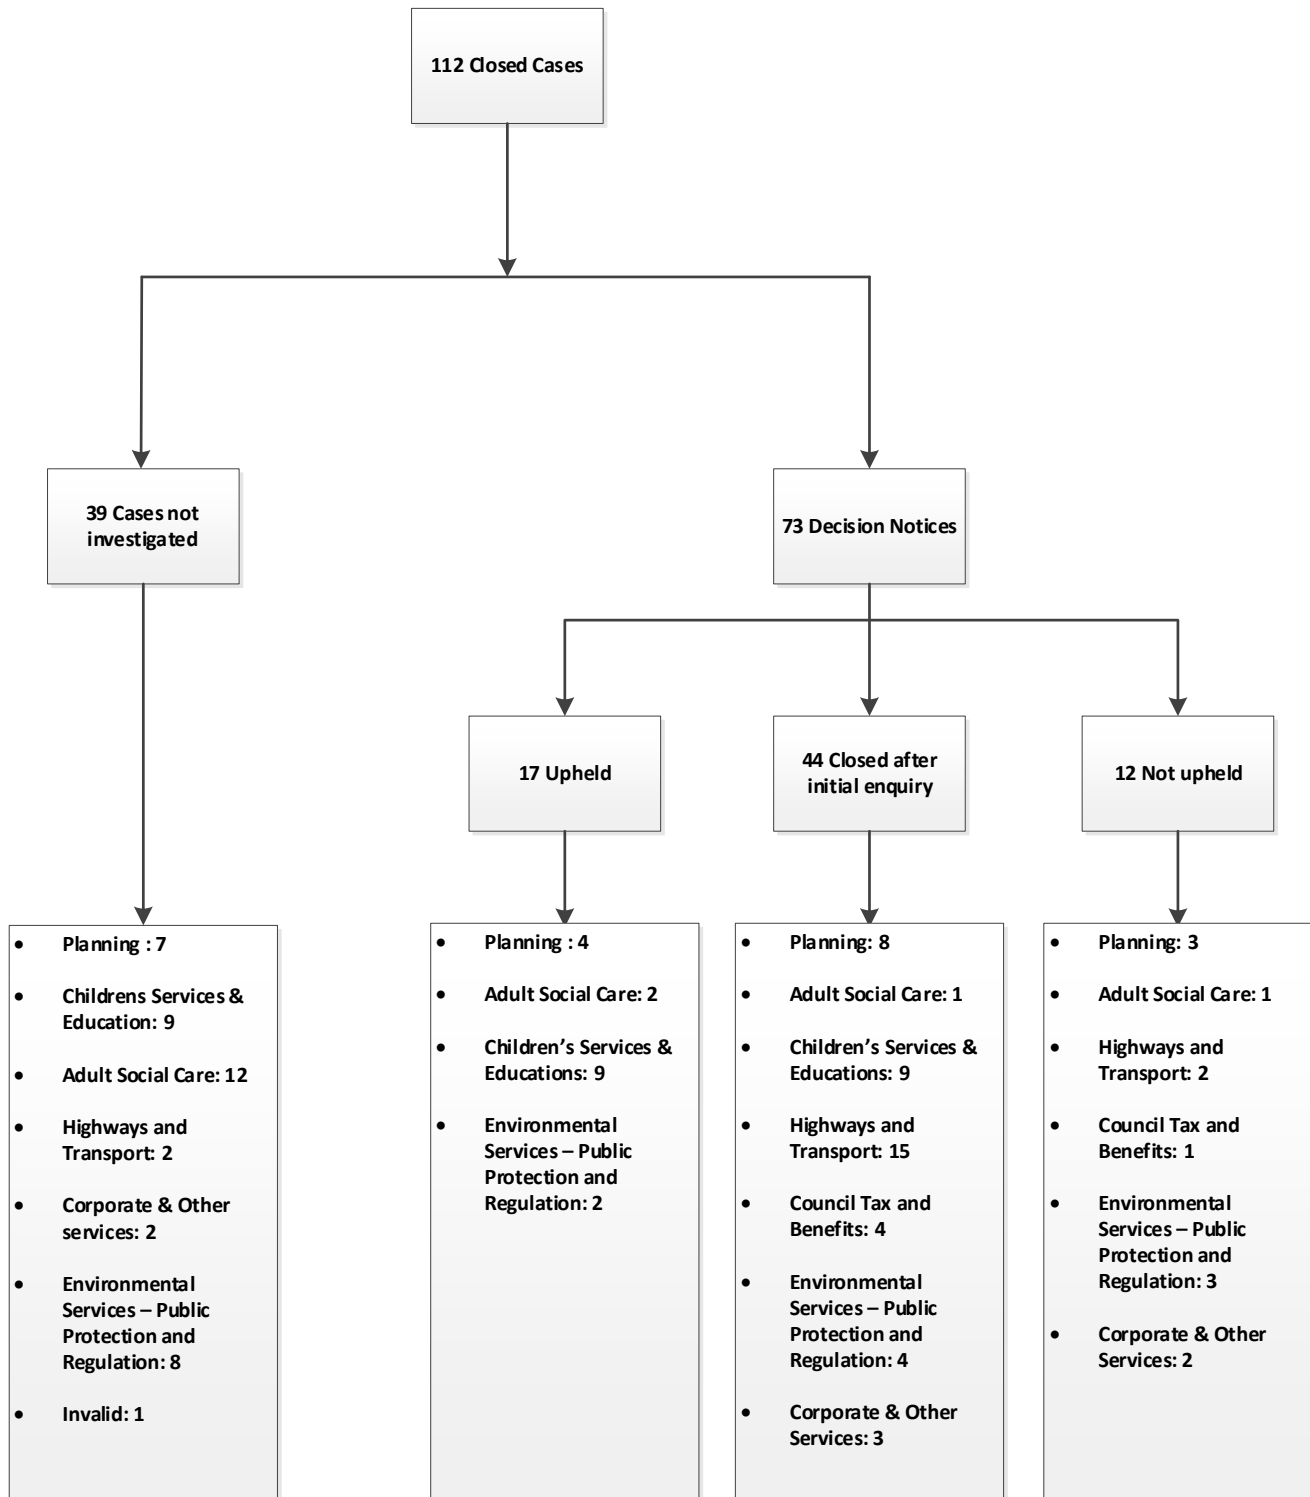 112 Closed Cases
39 Cases not
investigated
73 Decision Notices
17 Upheld
44 Closed after
initial enquiry
12 Not upheld
• Planning : 7
• Childrens Services &
Education: 9
• Adult Social Care: 12
• Highways and
Transport: 2
• Corporate & Other
services: 2
• Environmental
Services – Public
Protection and
Regulation: 8
• Invalid: 1
• Planning : 4
• Adult Social Care: 2
• Children’s Services &
Educations: 9
• Environmental
Services – Public
Protection and
Regulation: 2
• Planning: 8
• Adult Social Care: 1
• Children’s Services &
Educations: 9
• Highways and
Transport: 15
• Council Tax and
Benefits: 4
• Environmental
Services – Public
Protection and
Regulation: 4
• Corporate & Other
Services: 3
• Planning: 3
• Adult Social Care: 1
• Highways and
Transport: 2
• Council Tax and
Benefits: 1
• Environmental
Services – Public
Protection and
Regulation: 3
• Corporate & Other
Services: 2